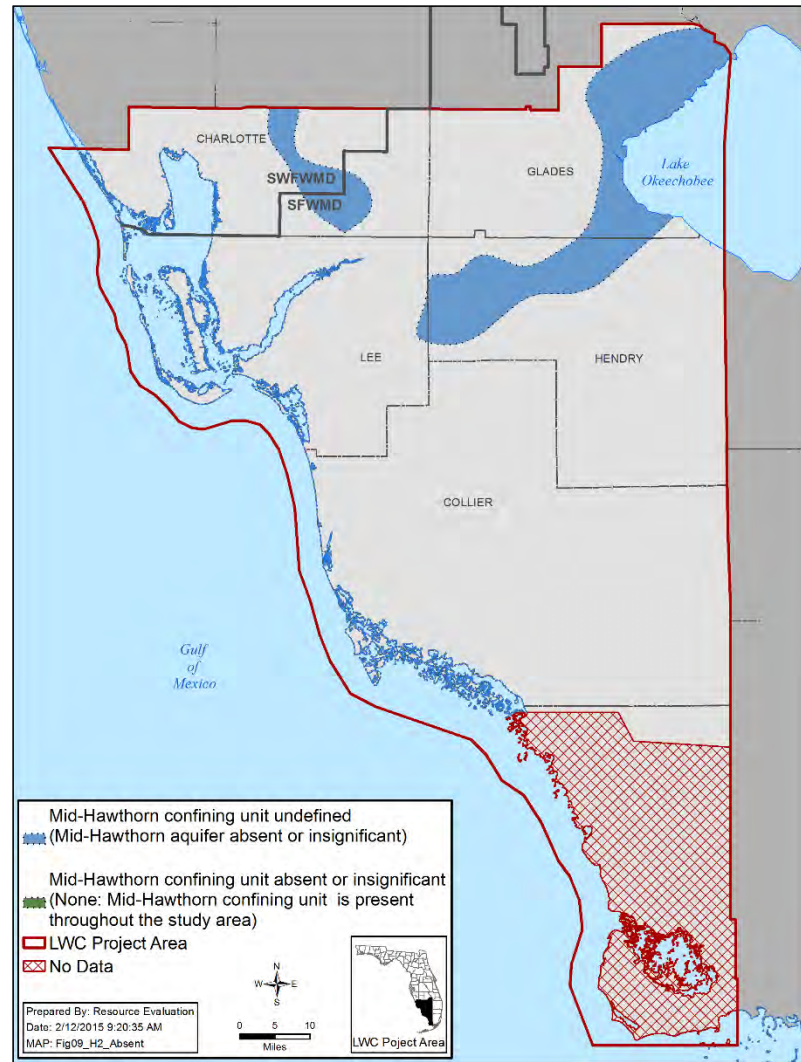 CHARLOTTE
SWFWMD
SFWMD
GLADES
Lake
Okeechobee
LEE
HENDRY
COLLIER
Gulf
of
Mexico
Mid-Hawthorn confining unit undefined
(Mid-Hawthorn aquifer absent or insignificant)
Mid-Hawthorn confining unit absent or insignificant
(None: Mid-Hawthorn confining unit is present
throughout the study area)
LWC Project Area
No Data
N
W E
S
0 5 10
Miles
LWC Poject Area
Prepared By: Resource Evaluation
Date: 2/12/2015 9:20:35 AM
MAP: Fig09_H2_Absent